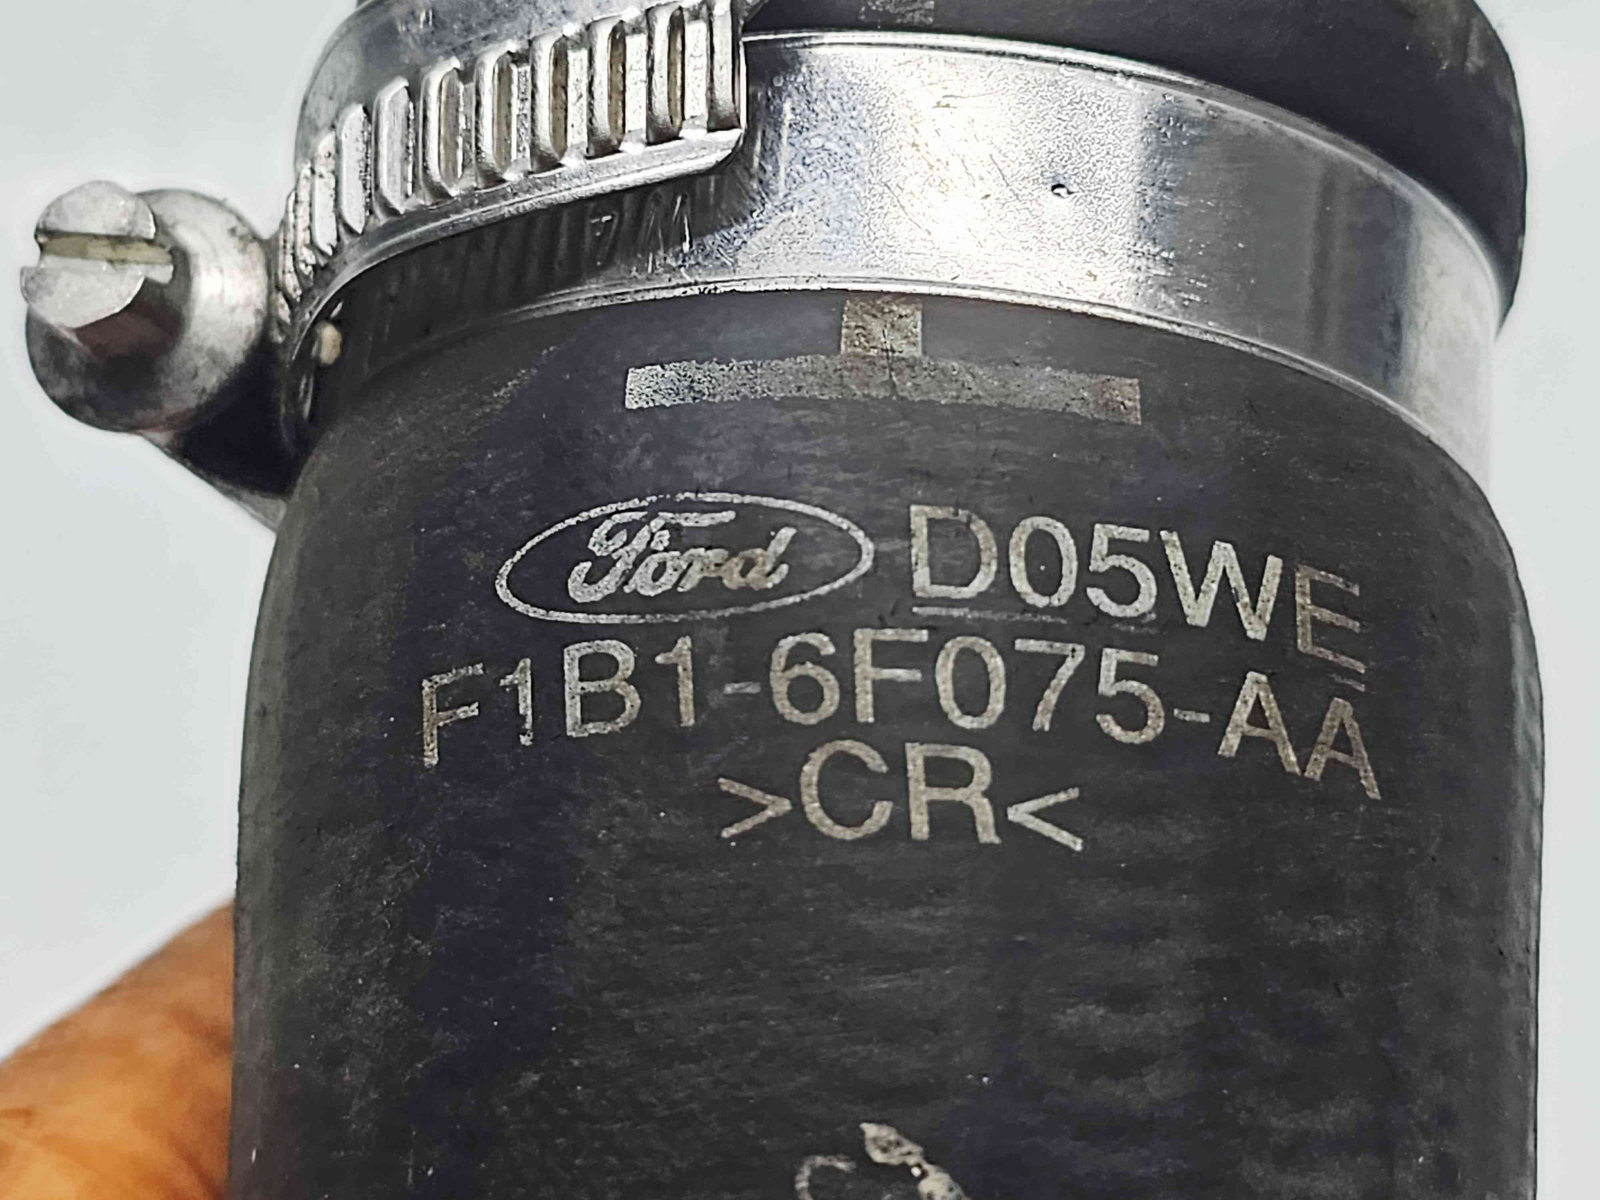 Ford D05WE
F1B1-6F075-AA
>CR<